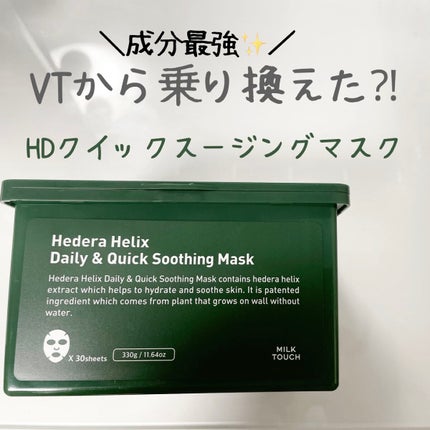 ＼成分最強✨／
VTから乗り換えた?!
HDクイックスージングマスク
Hedera Helix
Daily & Quick Soothing Mask
Hedera Helix Daily & Quick Soothing Mask contains hedera helix
extract which helps to hydrate and soothe skin. It is patented
ingredient which comes from plant that grows on wall without
water.
X 30sheets
330g / 11.64oz
MILK
TOUCH